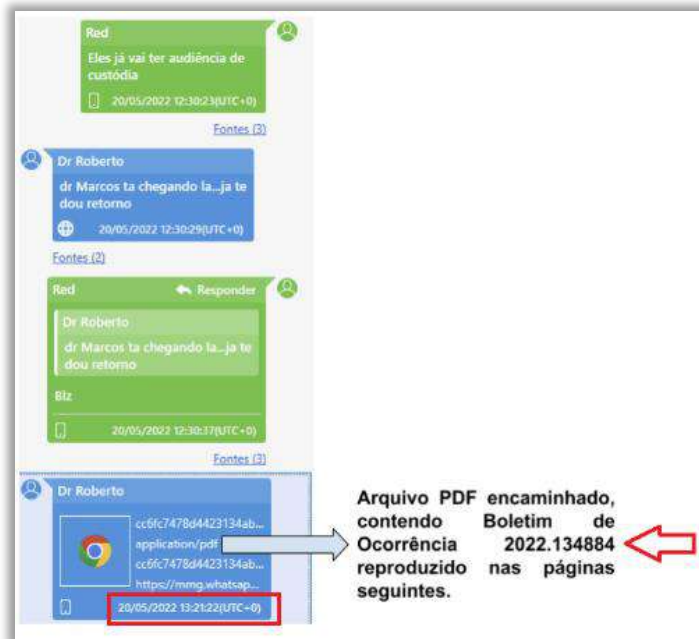 Red
Eles já vai ter audiência de
custódia
20/05/2022 12:30:23(UTC+0)
Fontes (3)
Dr Roberto
dr Marcos ta chegando la...ja te
dou retorno
20/05/2022 12:30:29(UTC+0)
Fontes (2)
Red Responder
Dr Roberto
dr Marcos ta chegando la...ja te
dou retorno
Blz
20/05/2022 12:30:37(UTC+0)
Fontes (3)
Dr Roberto
cc6fc7478d4423134ab...
application/pdf
cc6fc7478d4423134ab...
https://mmg.whatsap...
20/05/2022 13:21:22(UTC+0)
Arquivo PDF encaminhado,
contendo Boletim de
Ocorrência 2022.134884
reproduzido nas páginas
seguintes.